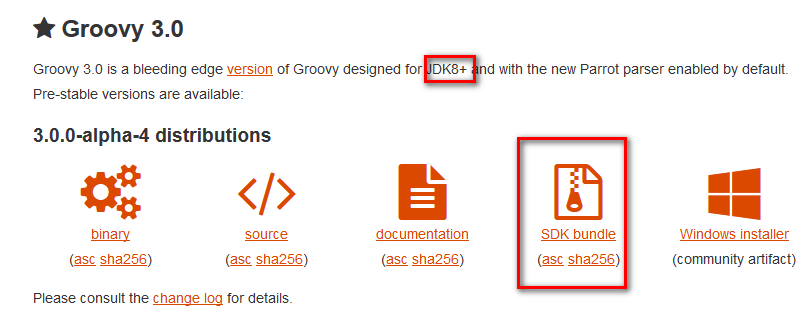 Groovy 3.0
Groovy 3.0 is a bleeding edge version of Groovy designed for JDK8+ and with the new Parrot parser enabled by default.
Pre-stable versions are available:
3.0.0-alpha-4 distributions
binary source documentation SDK bundle Windows installer
(asc sha256) (asc sha256) (asc sha256) (asc sha256) (community artifact)
Please consult the change log for details.